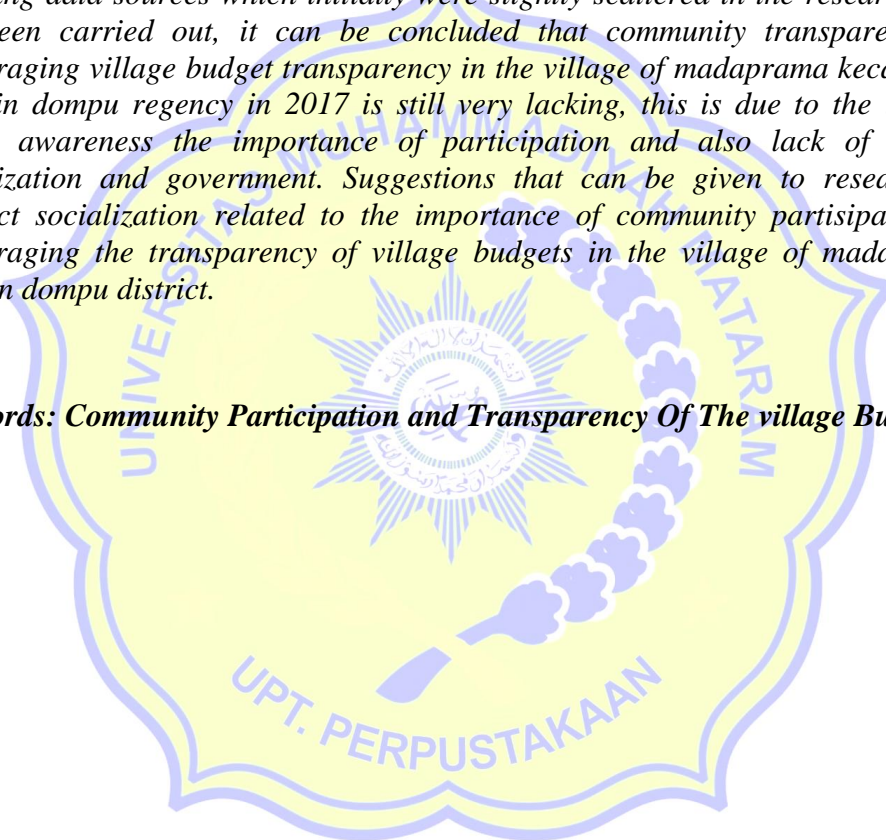 ing data sources which initially were slightly scattered in the resear
een carried out, it can be concluded that community transpare
raging village budget transparency in the village of madaprama keca
in dompu regency in 2017 is still very lacking, this is due to the
awareness the importance of participation and also lack of
ization and government. Suggestions that can be given to resea
ct socialization related to the importance of community partisipa
raging the transparency of village budgets in the village of mada
n dompu district.
ords: Community Participation and Transparency Of The village Bu
UNIVERSITAS MUHAMMADIYAH MATARAM
UPT. PERPUSTAKAAN